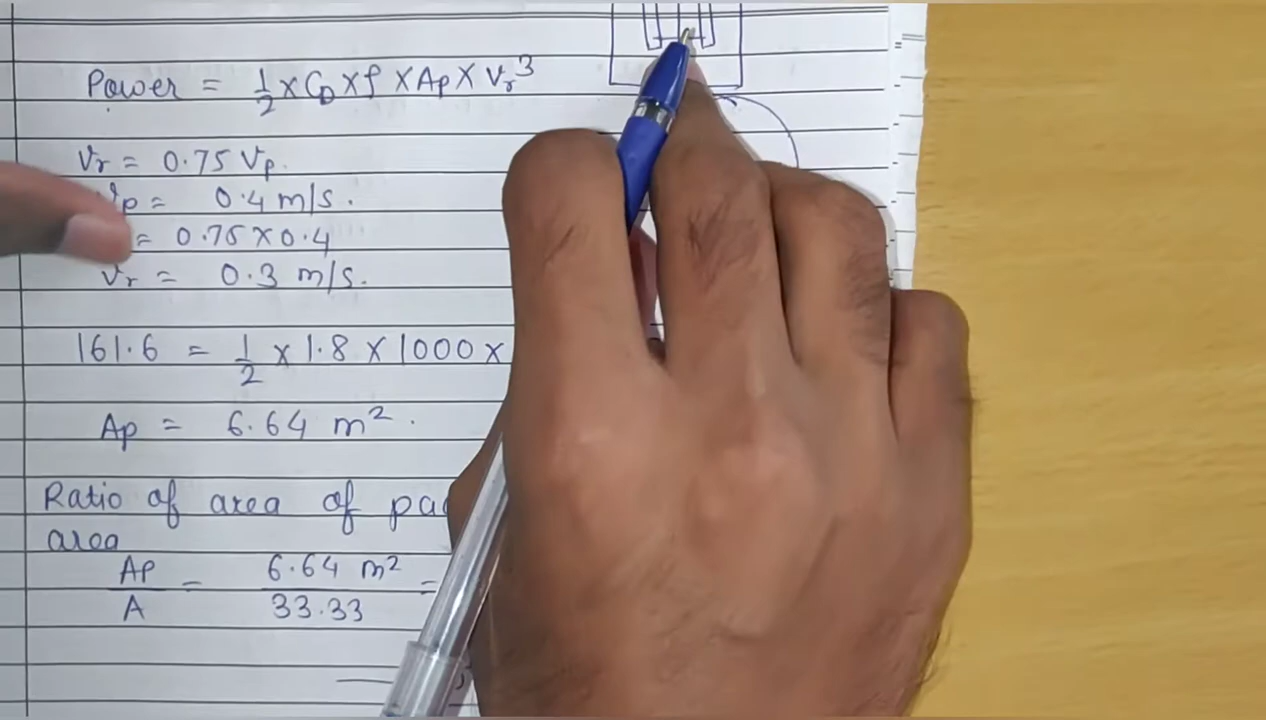 Power = 1/2 × C_D × ρ × Ap × Vr³
Vr = 0.75 Vp.
= 0.4 m/s.
= 0.75×0.4
Vr = 0.3 m/s.
161.6 = 1/2 × 1.8 × 1000 ×
Ap = 6.64 m².
Ratio of area of
area
Ap/A = 6.64 m²/33.33 =